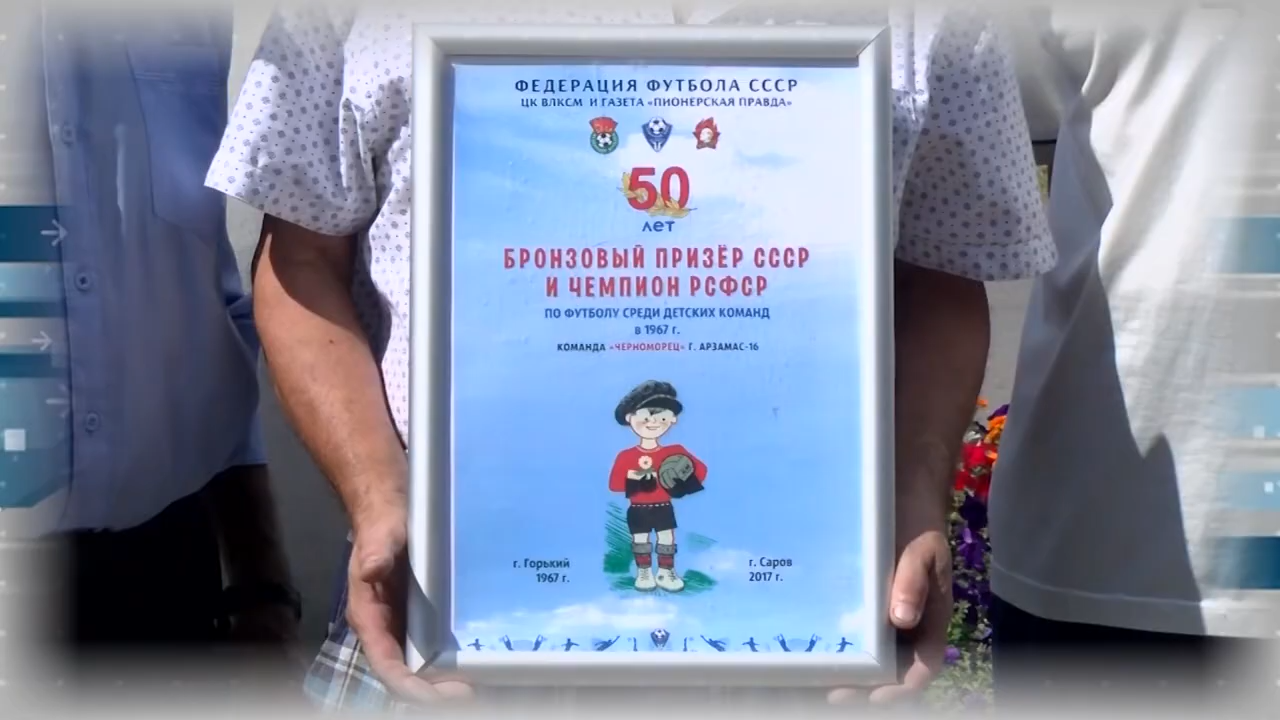 ФЕДЕРАЦИЯ ФУТБОЛА СССР
ЦК ВЛКСМ И ГАЗЕТА «ПИОНЕРСКАЯ ПРАВДА»
50
лет
БРОНЗОВЫЙ ПРИЗЁР СССР
И ЧЕМПИОН РСФСР
ПО ФУТБОЛУ СРЕДИ ДЕТСКИХ КОМАНД
в 1967 г.
КОМАНДА «ЧЕРНОМОРЕЦ» Г. АРЗАМАС-16
г. Горький
1967 г.
г. Саров
2017 г.